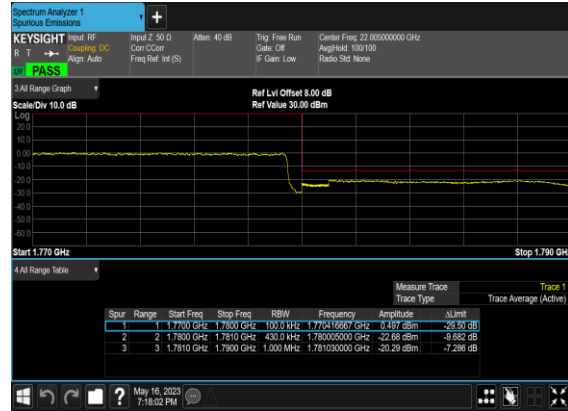 Spectrum Analyzer 1
Spurious Emissions
KEYSIGHT Input: RF Input Z: 50 Ω Atten: 40 dB Trig: Free Run Center Freq: 22.005000000 GHz
R T Coupling: DC Corr CCorr Gate: Off Avg|Hold: 100/100
Align: Auto Freq Ref: Int (S) IF Gain: Low Radio Std: None
LXI PASS
3 All Range Graph
Ref Lvl Offset 8.00 dB
Scale/Div 10.0 dB Ref Value 30.00 dBm
Log
20.0
10.0
0.00
-10.0
-20.0
-30.0
-40.0
-50.0
-60.0
Start 1.770 GHz Stop 1.790 GH
4 All Range Table
Measure Trace Trace 1
Trace Type Trace Average (Active)
Spur Range Start Freq Stop Freq RBW Frequency Amplitude ΔLimit
1 1 1.7700 GHz 1.7800 GHz 100.0 kHz 1.770416667 GHz 0.497 dBm -29.50 dB
2 2 1.7800 GHz 1.7810 GHz 430.0 kHz 1.780005000 GHz -22.68 dBm -9.682 dB
3 3 1.7810 GHz 1.7900 GHz 1.000 MHz 1.781030000 GHz -20.29 dBm -7.286 dB
? May 16, 2023
7:18:02 PM